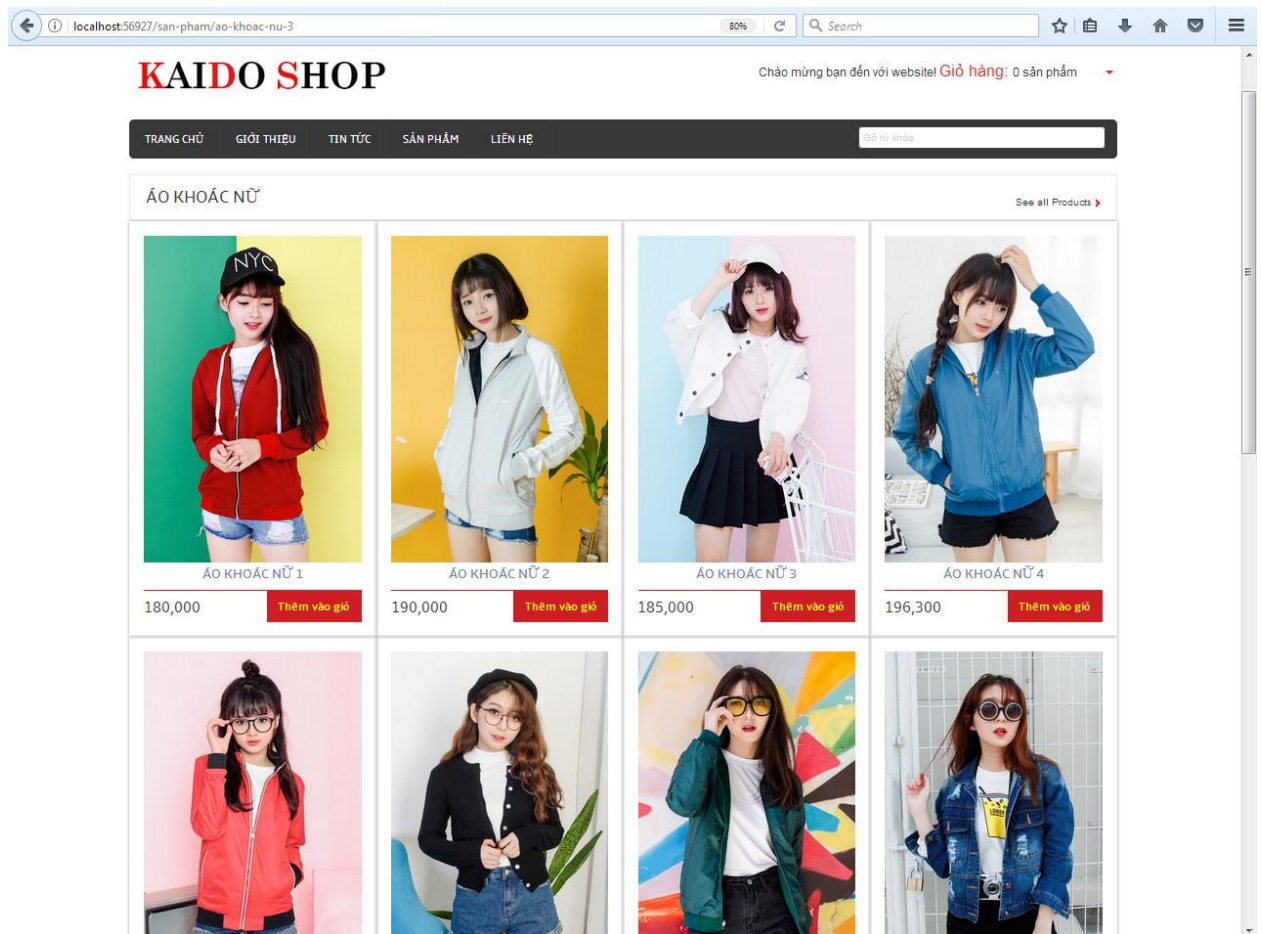 localhost:56927/san-pham/ao-khoac-nu-3
80%
Search
KAIDO SHOP
Chào mừng bạn đến với website! Giỏ hàng: 0 sản phẩm
TRANG CHỦ GIỚI THIỆU TIN TỨC SẢN PHẨM LIÊN HỆ
Gõ từ khóa
ÁO KHOÁC NỮ
See all Products
NYC
ÁO KHOÁC NỮ 1 ÁO KHOÁC NỮ 2 ÁO KHOÁC NỮ 3 ÁO KHOÁC NỮ 4
180,000 Thêm vào giỏ 190,000 Thêm vào giỏ 185,000 Thêm vào giỏ 196,300 Thêm vào giỏ